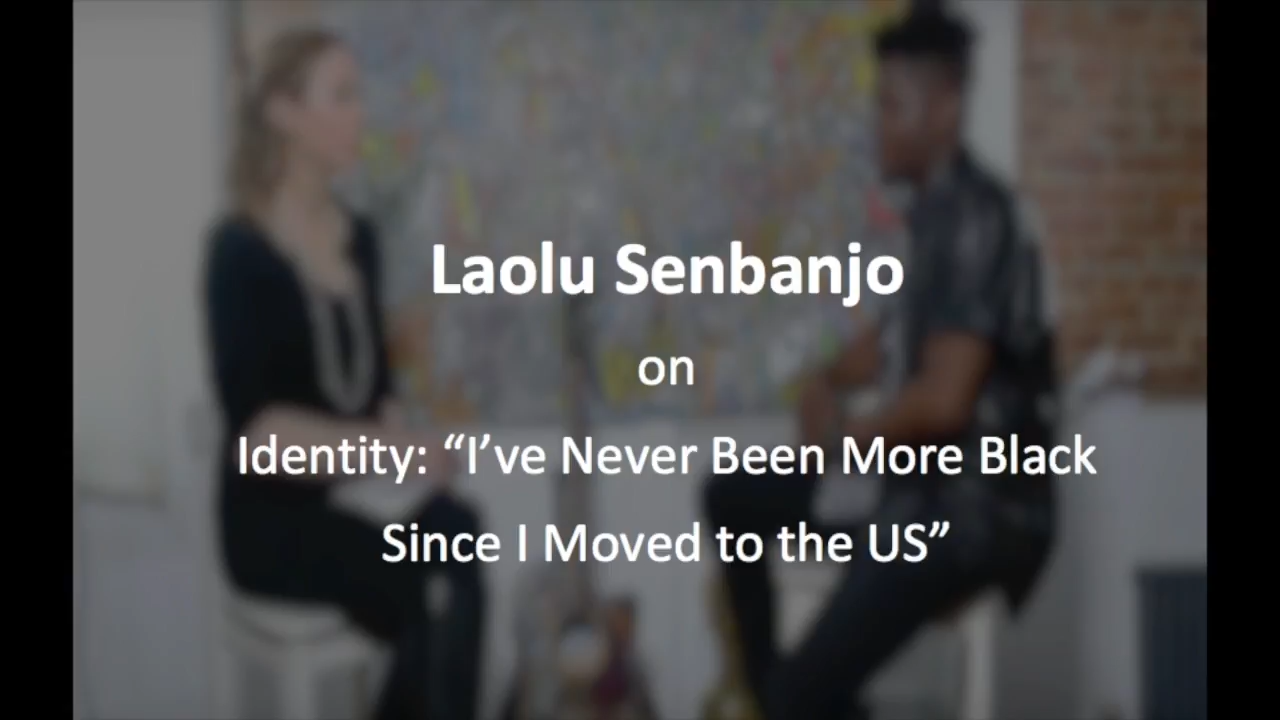 Laolu Senbanjo
on
Identity: “I’ve Never Been More Black
Since I Moved to the US”